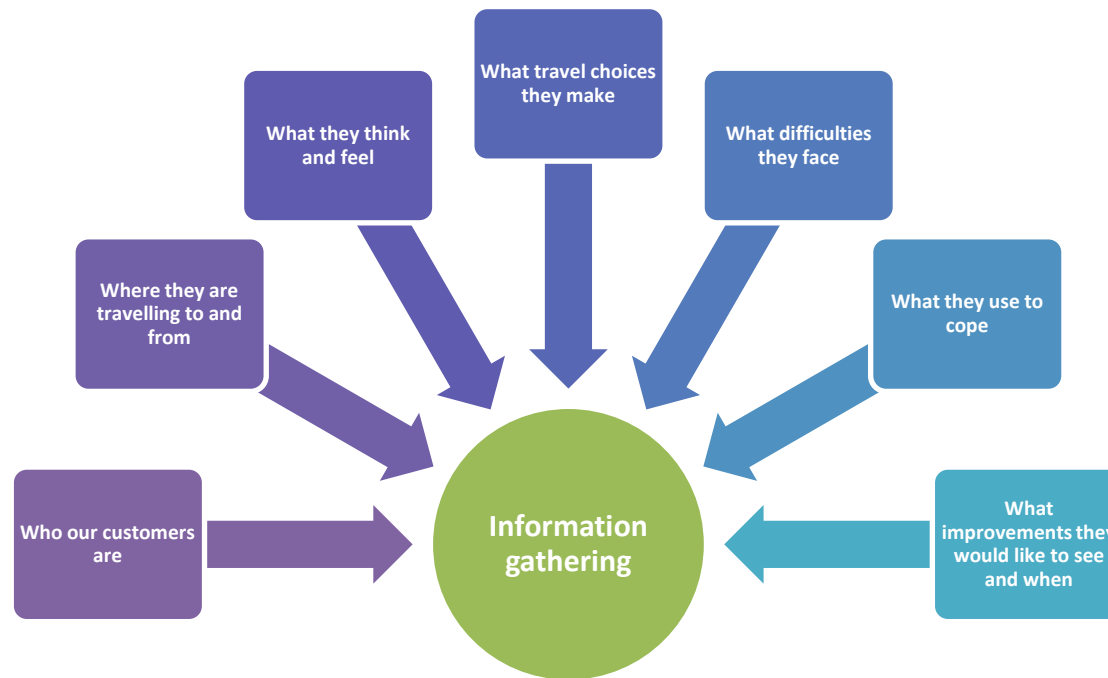 Who our customers
are
Where they are
travelling to and
from
What they think
and feel
What travel choices
they make
What difficulties
they face
What they use to
cope
What
improvements they
would like to see
and when
Information
gathering